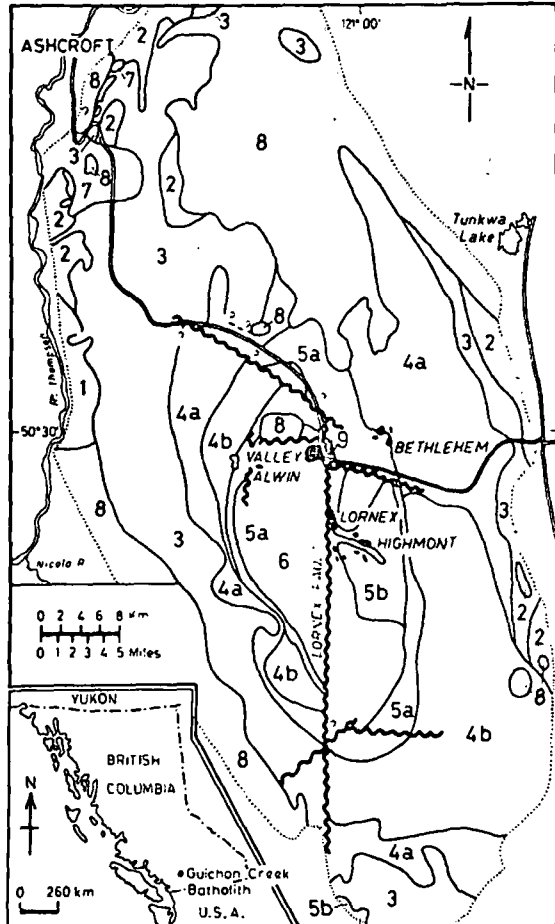 121° 00'
3
2
ASHCROFT
3
8
7
2
-N-
3
8
8
7
2
2
2
Tunkwa
Lake
3
8
4a
3
2
5a
R. Thompson
1
4a
50° 30'
4b
8
9
BETHLEHEM
VALLEY
ALWIN
LORNEX
HIGHMONT
8
3
5a
6
3
4a
5b
2
2
Nicola R
0 2 4 6 8 Km
0 1 2 3 4 5 Miles
LORNEX
4b
8
5a
4b
8
4a
3
5b
YUKON
BRITISH
COLUMBIA
N
Guichon Creek
Batholith
0 260 km
U.S.A.